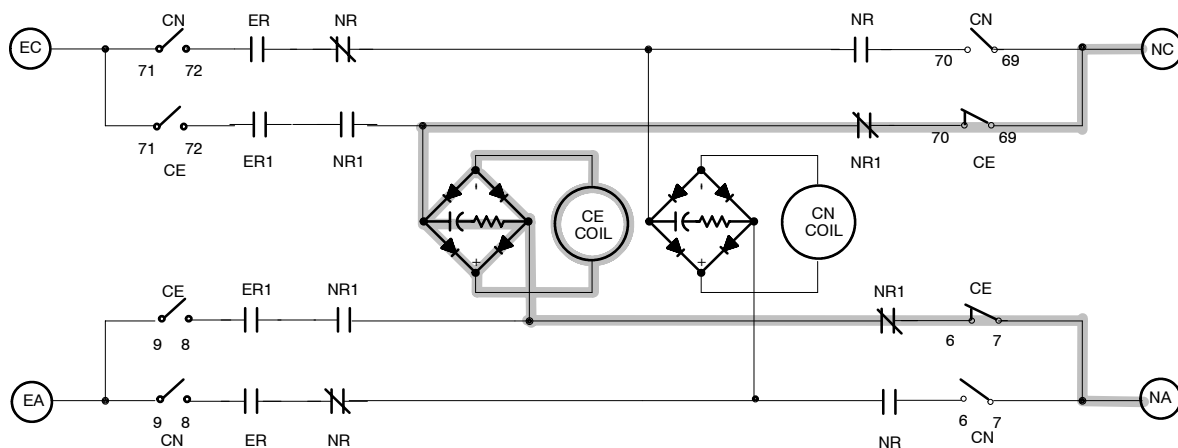 CN ER NR NR CN
EC NC
71 72 70 69
71 72 ER1 NR1 NR1 70 69
CE CE
- -
CE COIL CN COIL
+ +
CE ER1 NR1 NR1 CE
9 8 6 7
EA NA
9 8 6 7
CN ER NR NR CN